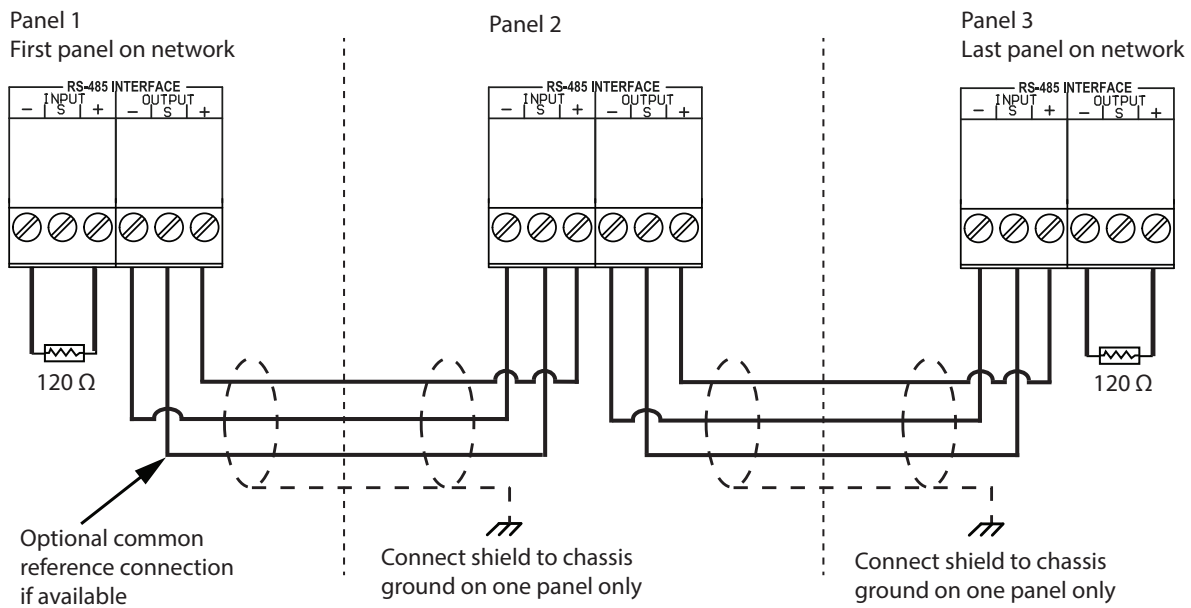 Panel 1
First panel on network
Panel 2
Panel 3
Last panel on network
RS-485 INTERFACE
INPUT OUTPUT
− S + − S +
RS-485 INTERFACE
INPUT OUTPUT
− S + − S +
RS-485 INTERFACE
INPUT OUTPUT
− S + − S +
120 Ω
120 Ω
Optional common
reference connection
if available
Connect shield to chassis
ground on one panel only
Connect shield to chassis
ground on one panel only